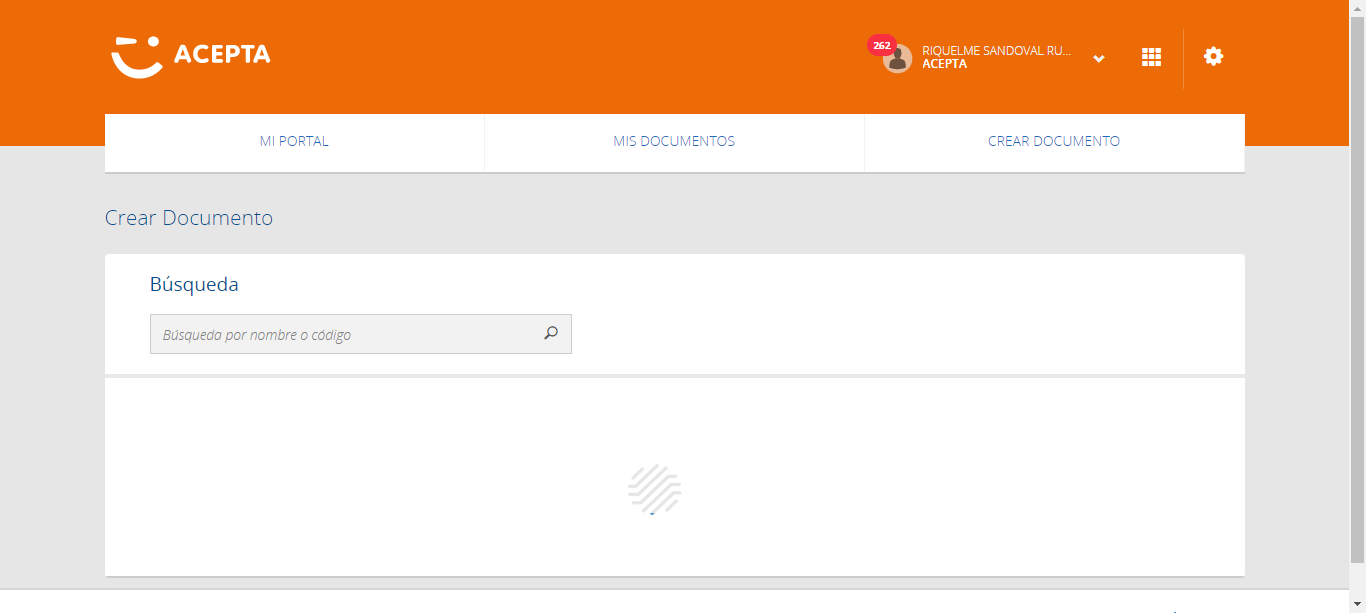 ACEPTA
262
RIQUELME SANDOVAL RU...
ACEPTA
MI PORTAL
MIS DOCUMENTOS
CREAR DOCUMENTO
Crear Documento
Búsqueda
Búsqueda por nombre o código